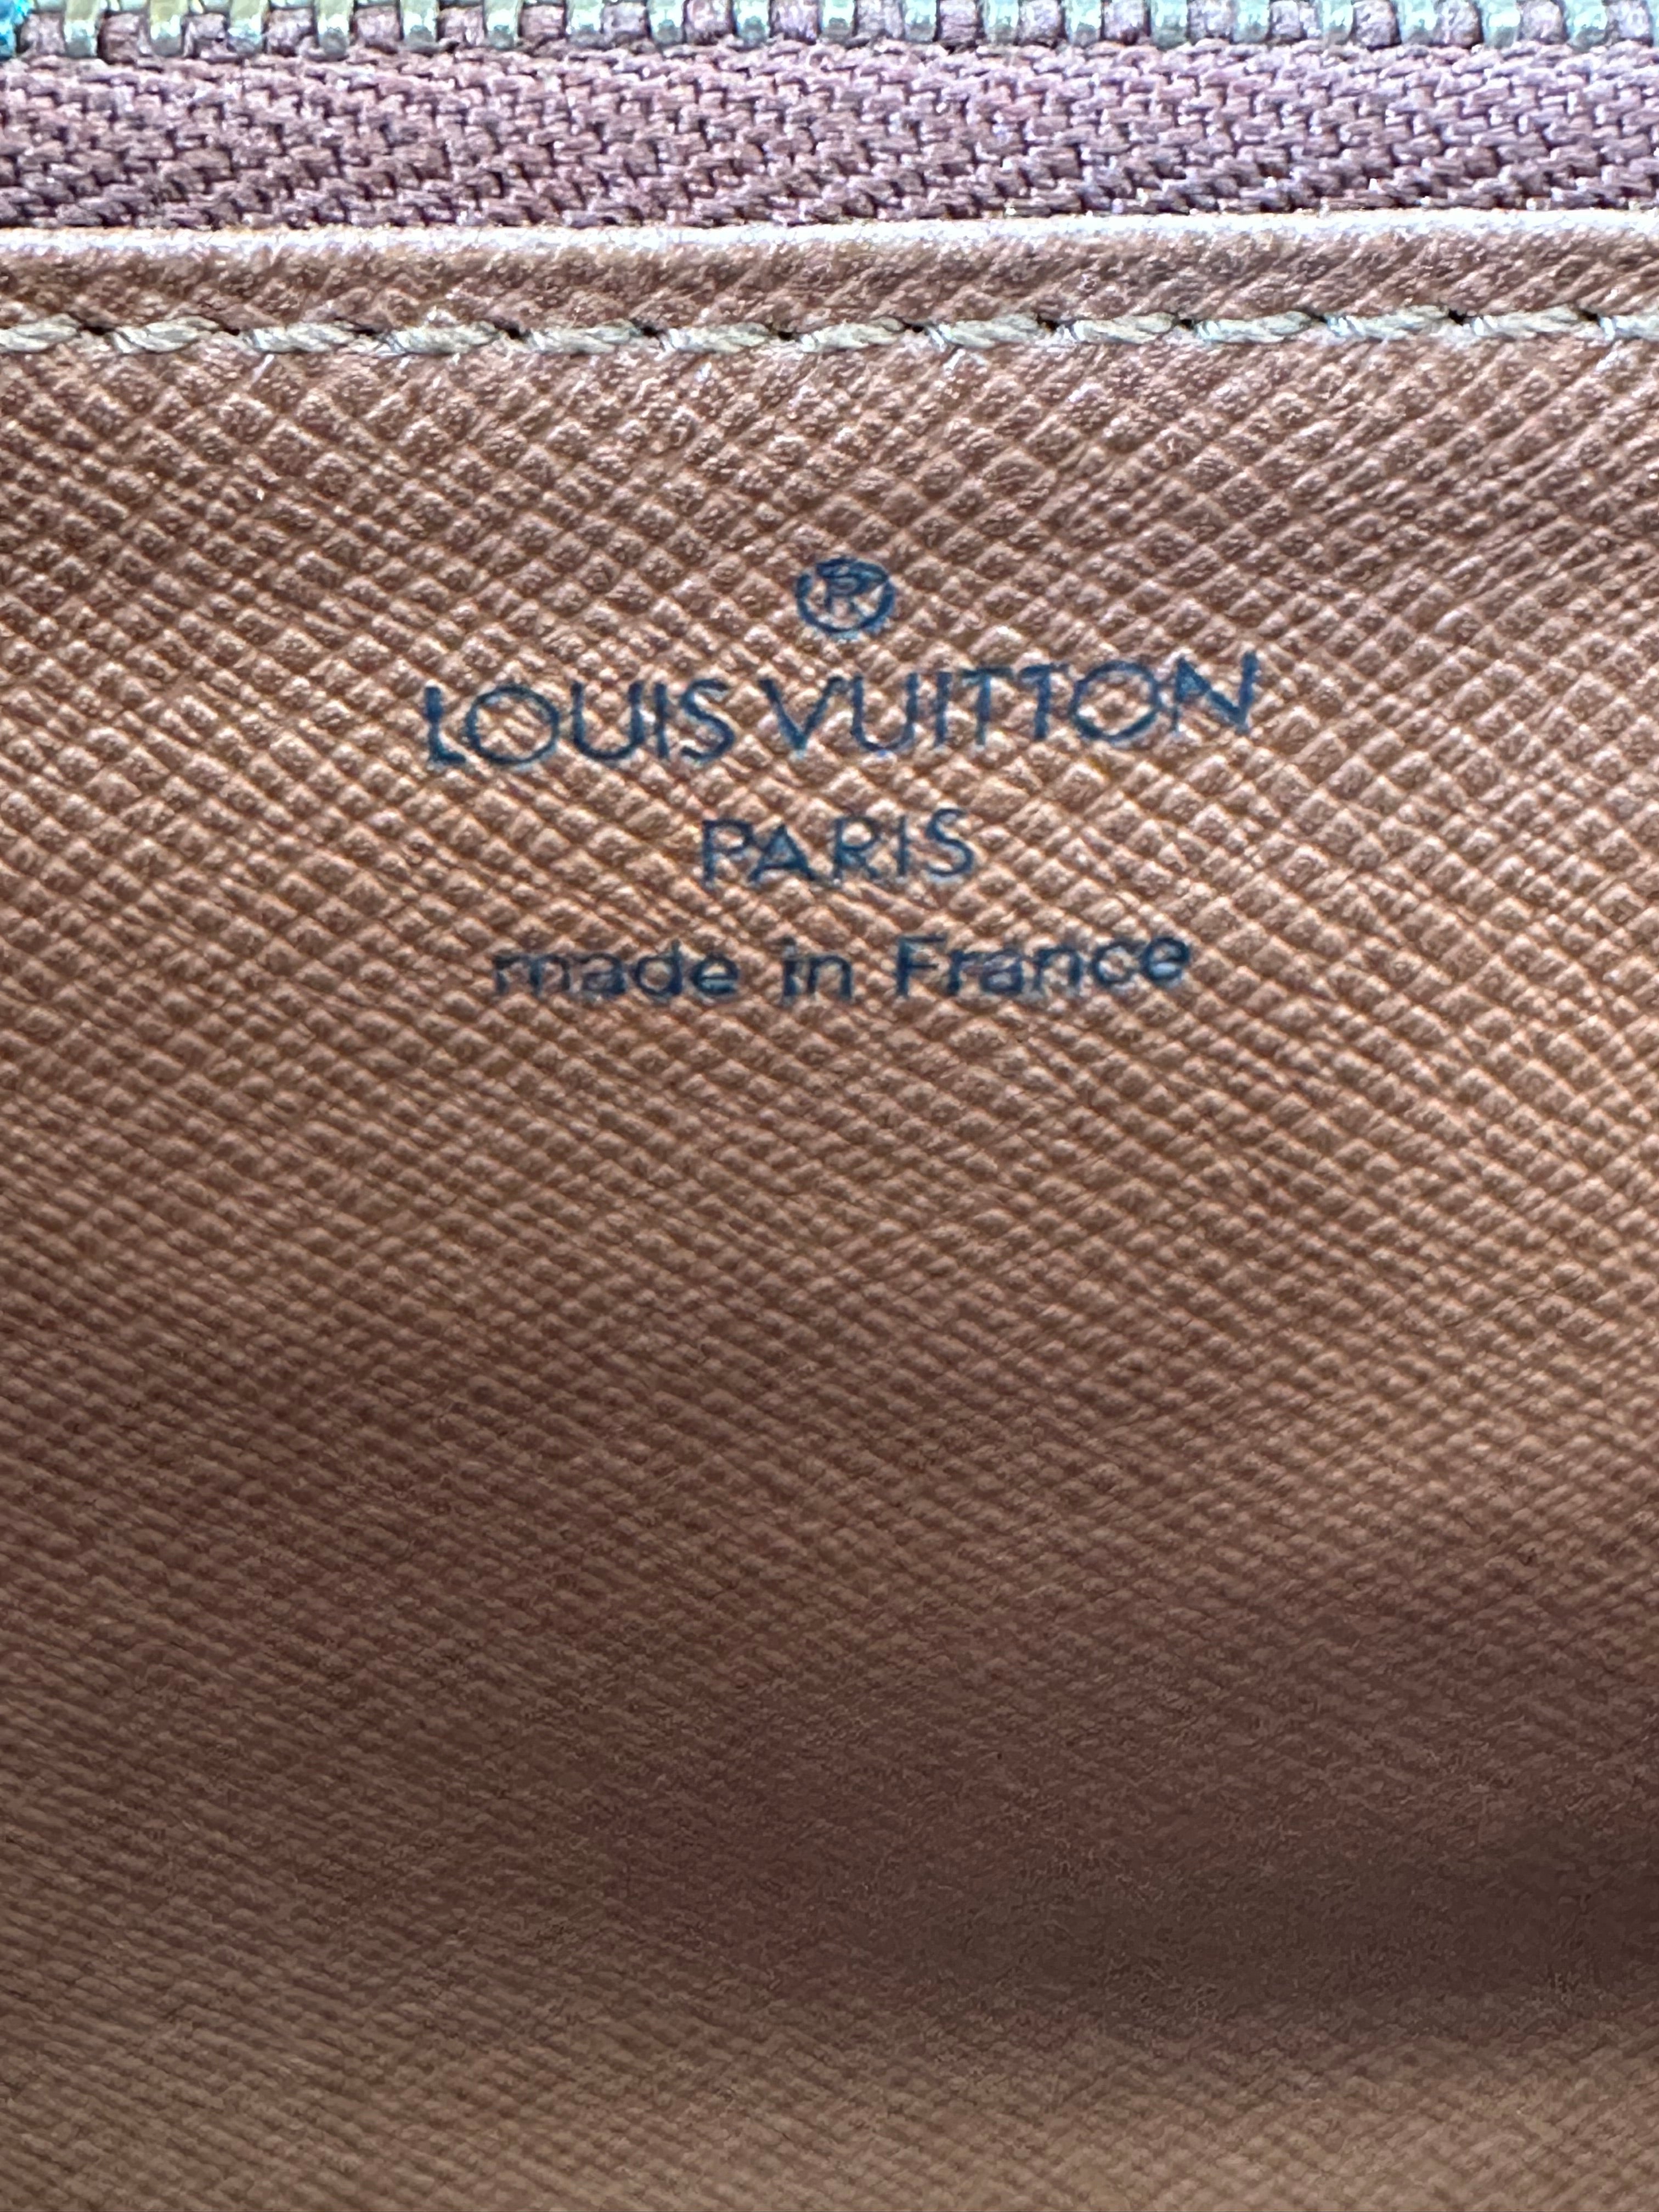 ®
LOUIS VUITTON
PARIS
made in France